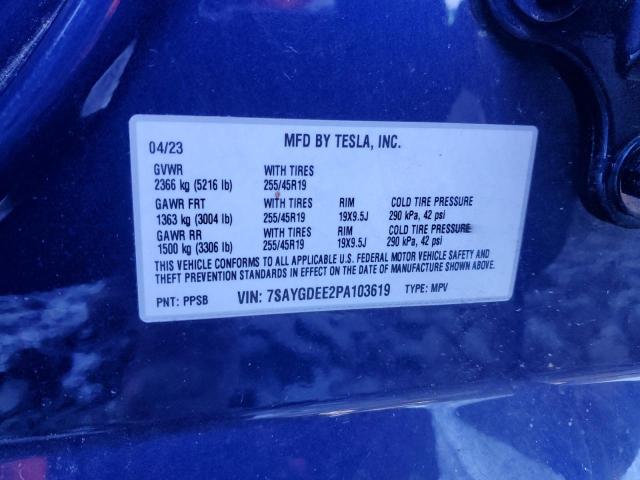 04/23 MFD BY TESLA, INC.
GVWR WITH TIRES
2366 kg (5216 lb) 255/45R19
GAWR FRT WITH TIRES RIM COLD TIRE PRESSURE
1363 kg (3004 lb) 255/45R19 19X9.5J 290 kPa, 42 psi
GAWR RR WITH TIRES RIM COLD TIRE PRESSURE
1500 kg (3306 lb) 255/45R19 19X9.5J 290 kPa, 42 psi
THIS VEHICLE CONFORMS TO ALL APPLICABLE U.S. FEDERAL MOTOR VEHICLE SAFETY AND
THEFT PREVENTION STANDARDS IN EFFECT ON THE DATE OF MANUFACTURE SHOWN ABOVE.
PNT: PPSB VIN: 7SAYGDEE2PA103619 TYPE: MPV